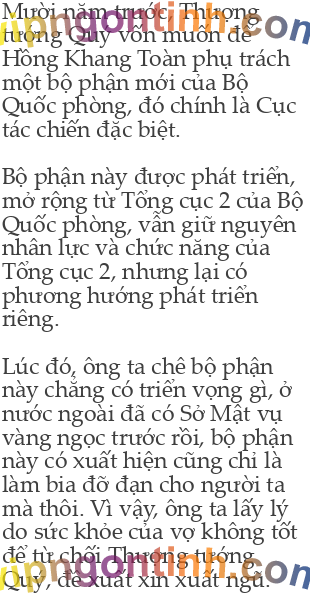 Mười năm trước, Thượng
tướng Quý vốn muốn để
Hồng Khang Toàn phụ trách
một bộ phận mới của Bộ
Quốc phòng, đó chính là Cục
tác chiến đặc biệt.
Bộ phận này được phát triển,
mở rộng từ Tổng cục 2 của Bộ
Quốc phòng, vẫn giữ nguyên
nhân lực và chức năng của
Tổng cục 2, nhưng lại có
phương hướng phát triển
riêng.
Lúc đó, ông ta chê bộ phận
này chẳng có triển vọng gì, ở
nước ngoài đã có Sở Mật vụ
vàng ngọc trước rồi, bộ phận
này có xuất hiện cũng chỉ là
làm bia đỡ đạn cho người ta
mà thôi. Vì vậy, ông ta lấy lý
do sức khỏe của vợ không tốt
để từ chối Thượng tướng
Quý, đề xuất xin xuất ngũ.
vipngontinh.com
vipngontinh.com